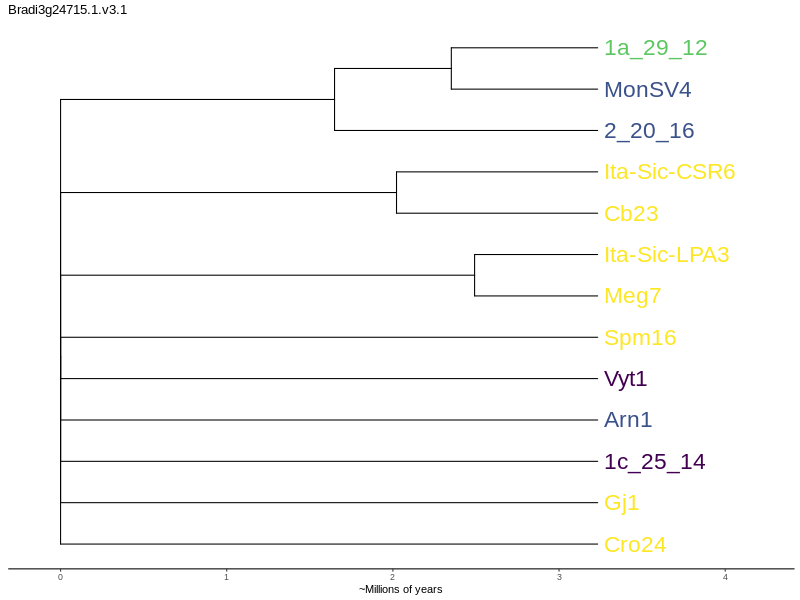 Bradi3g24715.1.v3.1
1a_29_12
MonSV4
2_20_16
Ita-Sic-CSR6
Cb23
Ita-Sic-LPA3
Meg7
Spm16
Vyt1
Arn1
1c_25_14
Gj1
Cro24
0 1 2 3 4
~Millions of years